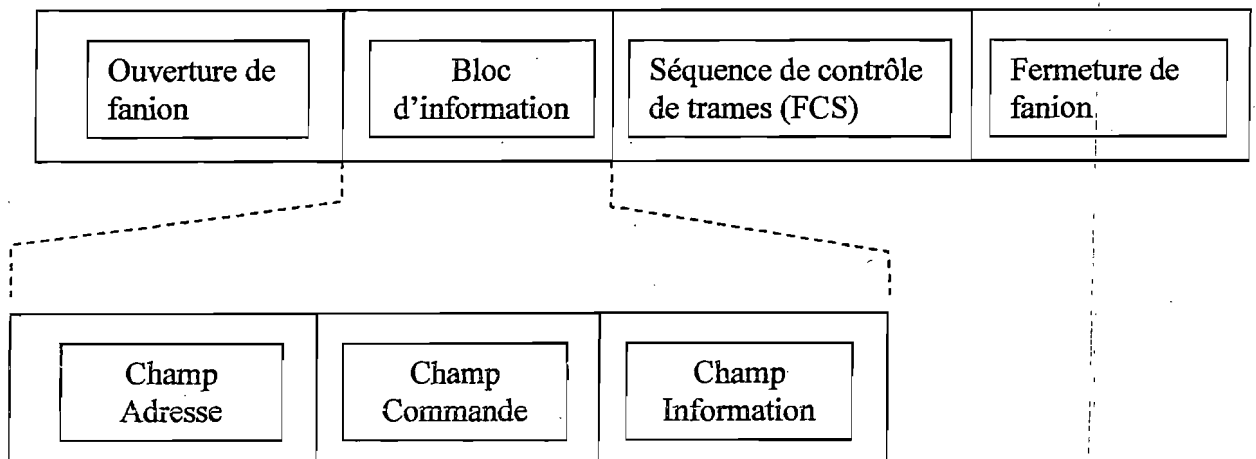 Ouverture de
fanion
Bloc
d'information
Séquence de contrôle
de trames (FCS)
Fermeture de
fanion
Champ
Adresse
Champ
Commande
Champ
Information